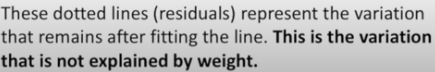 These dotted lines (residuals) represent the variation
that remains after fitting the line. This is the variation
that is not explained by weight.